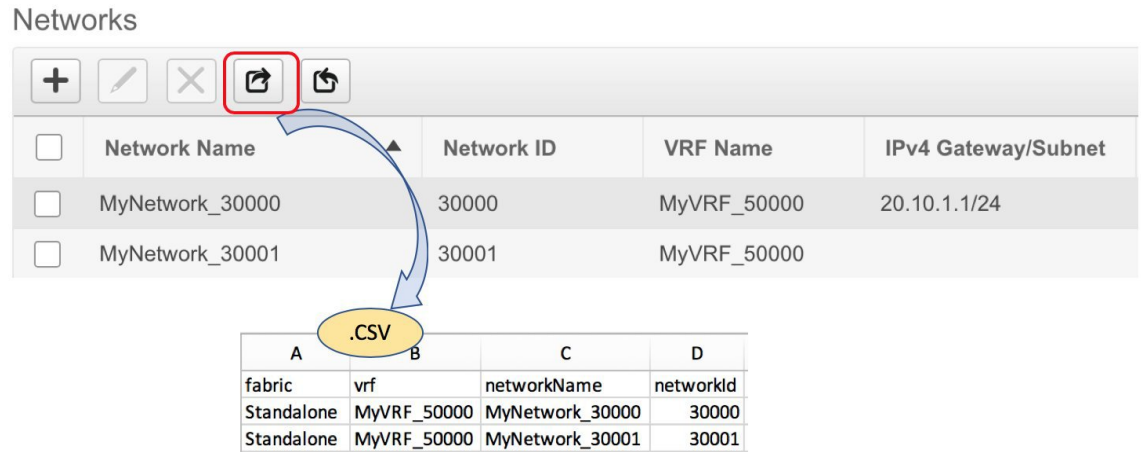 Networks
Network Name Network ID VRF Name IPv4 Gateway/Subnet
MyNetwork_30000 30000 MyVRF_50000 20.10.1.1/24
MyNetwork_30001 30001 MyVRF_50000
.CSV
A B C D
fabric vrf networkName networkId
Standalone MyVRF_50000 MyNetwork_30000 30000
Standalone MyVRF_50000 MyNetwork_30001 30001